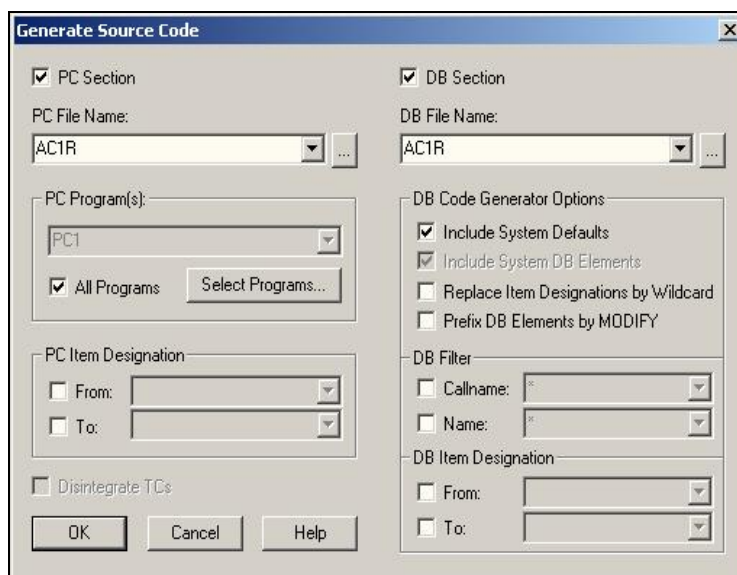 Generate Source Code
PC Section
PC File Name:
AC1R
...
PC Program(s):
PC1
All Programs
Select Programs...
PC Item Designation
From:
To:
Disintegrate TCs
OK
Cancel
Help
DB Section
DB File Name:
AC1R
...
DB Code Generator Options
Include System Defaults
Include System DB Elements
Replace Item Designations by Wildcard
Prefix DB Elements by MODIFY
DB Filter
Callname:
*
Name:
*
DB Item Designation
From:
To: